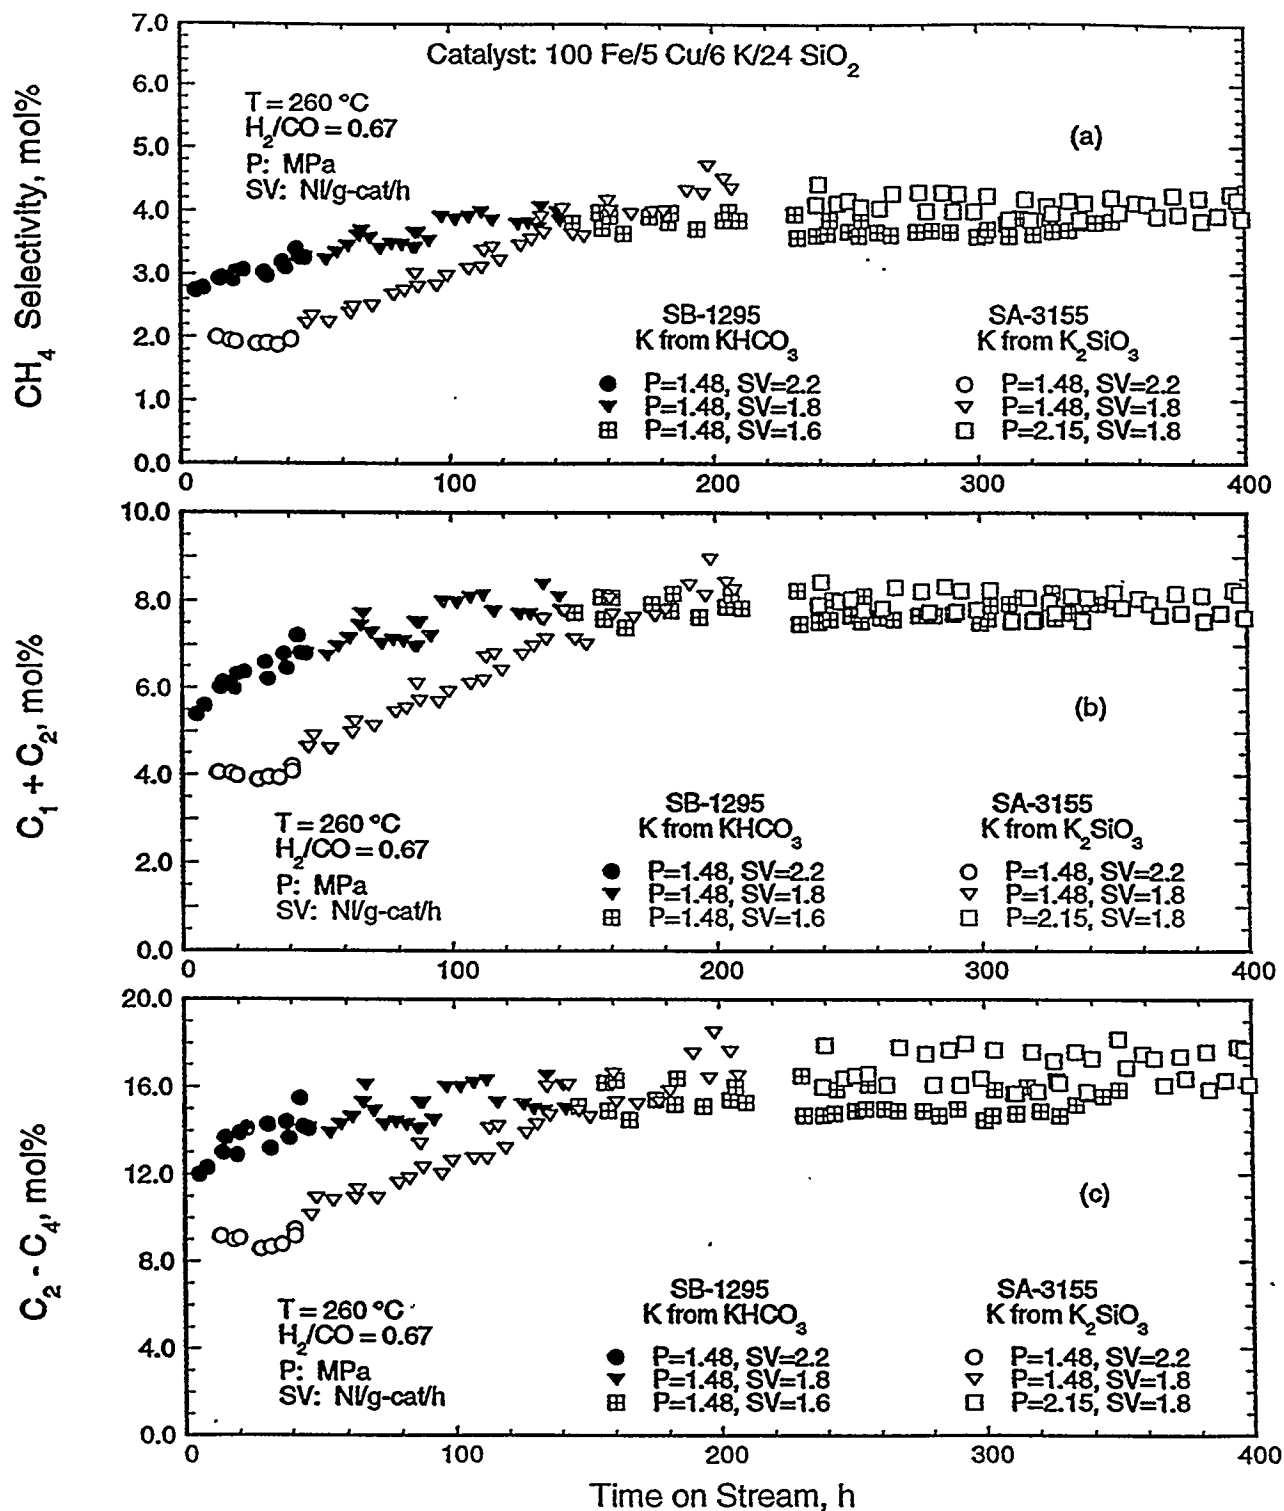 CH4 Selectivity, mol%
7.0
6.0
5.0
4.0
3.0
2.0
1.0
0.0
Catalyst: 100 Fe/5 Cu/6 K/24 SiO2
T = 260 °C
H2/CO = 0.67
P: MPa
SV: Nl/g-cat/h
(a)
SB-1295 SA-3155
K from KHCO3 K from K2SiO3
P=1.48, SV=2.2 P=1.48, SV=2.2
P=1.48, SV=1.8 P=1.48, SV=1.8
P=1.48, SV=1.6 P=2.15, SV=1.8
0 100 200 300 400
C1 + C2, mol%
10.0
8.0
6.0
4.0
2.0
0.0
(b)
T = 260 °C
H2/CO = 0.67
P: MPa
SV: Nl/g-cat/h
SB-1295 SA-3155
K from KHCO3 K from K2SiO3
P=1.48, SV=2.2 P=1.48, SV=2.2
P=1.48, SV=1.8 P=1.48, SV=1.8
P=1.48, SV=1.6 P=2.15, SV=1.8
0 100 200 300 400
C2 - C4, mol%
20.0
16.0
12.0
8.0
4.0
0.0
(c)
T = 260 °C
H2/CO = 0.67
P: MPa
SV: Nl/g-cat/h
SB-1295 SA-3155
K from KHCO3 K from K2SiO3
P=1.48, SV=2.2 P=1.48, SV=2.2
P=1.48, SV=1.8 P=1.48, SV=1.8
P=1.48, SV=1.6 P=2.15, SV=1.8
0 100 200 300 400
Time on Stream, h